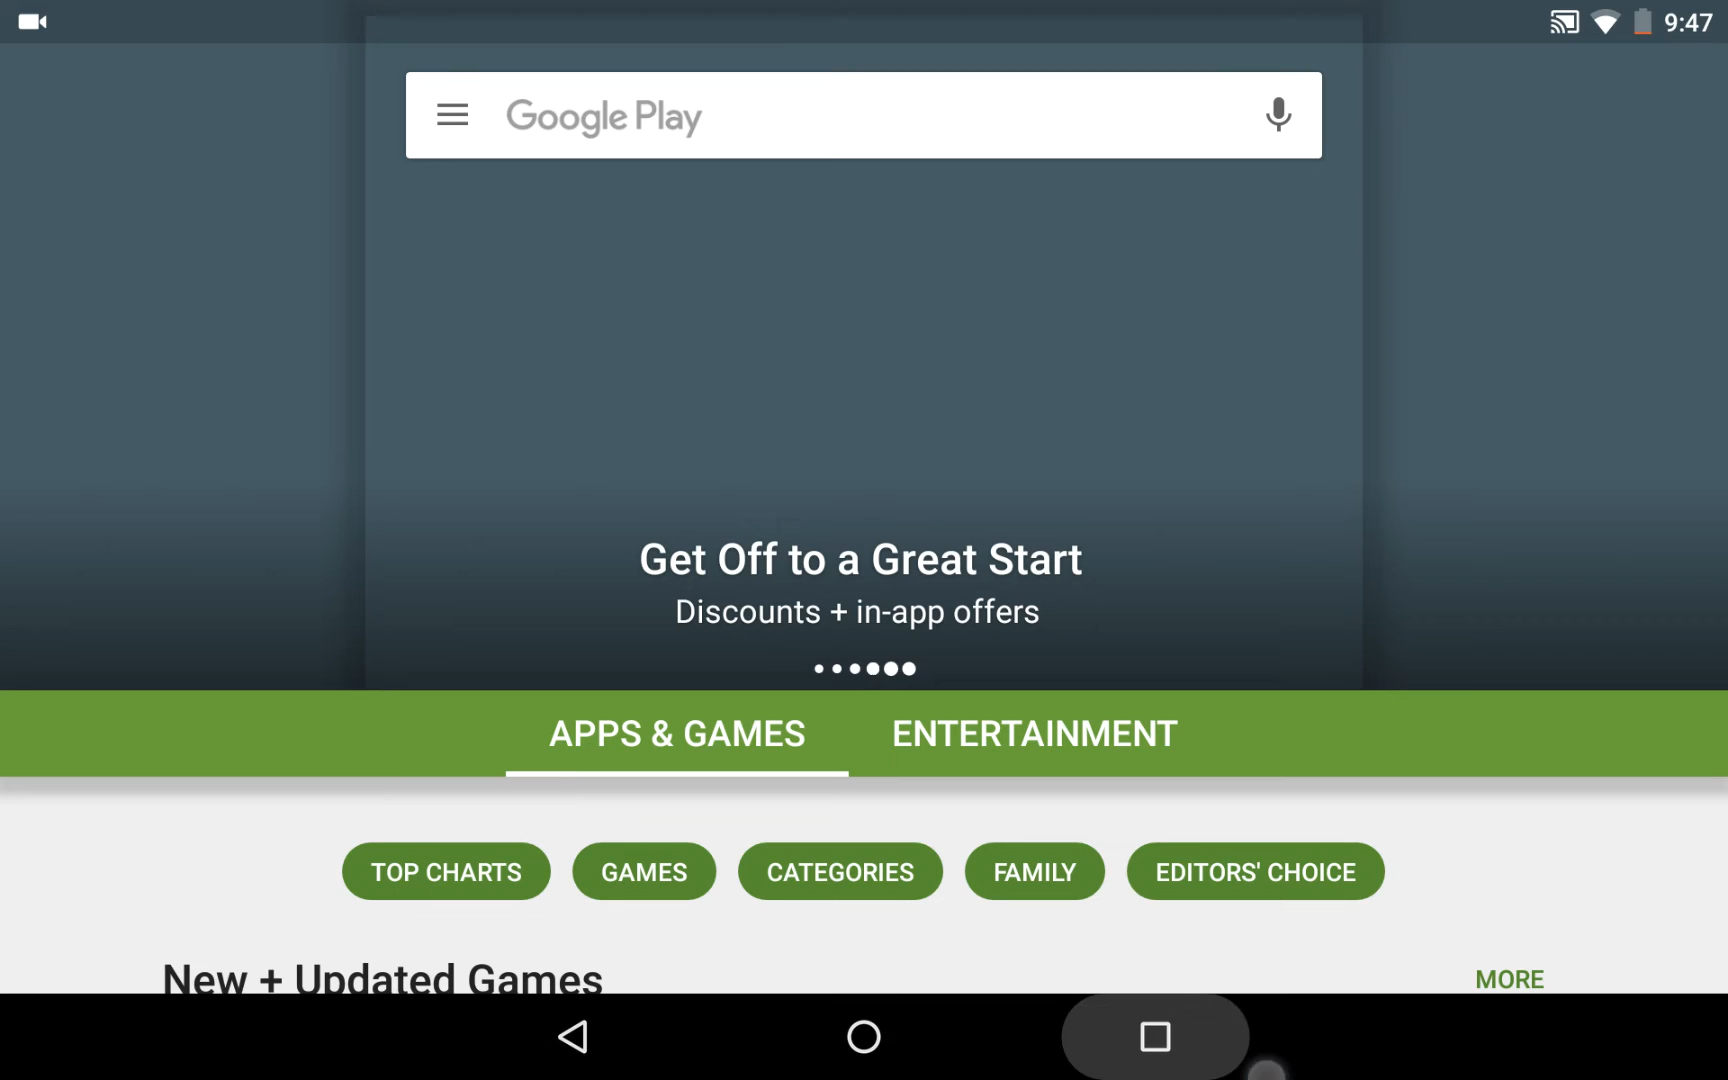 9:47
Google Play
Get Off to a Great Start
Discounts + in-app offers
APPS & GAMES
ENTERTAINMENT
TOP CHARTS
GAMES
CATEGORIES
FAMILY
EDITORS' CHOICE
New + Updated Games
MORE